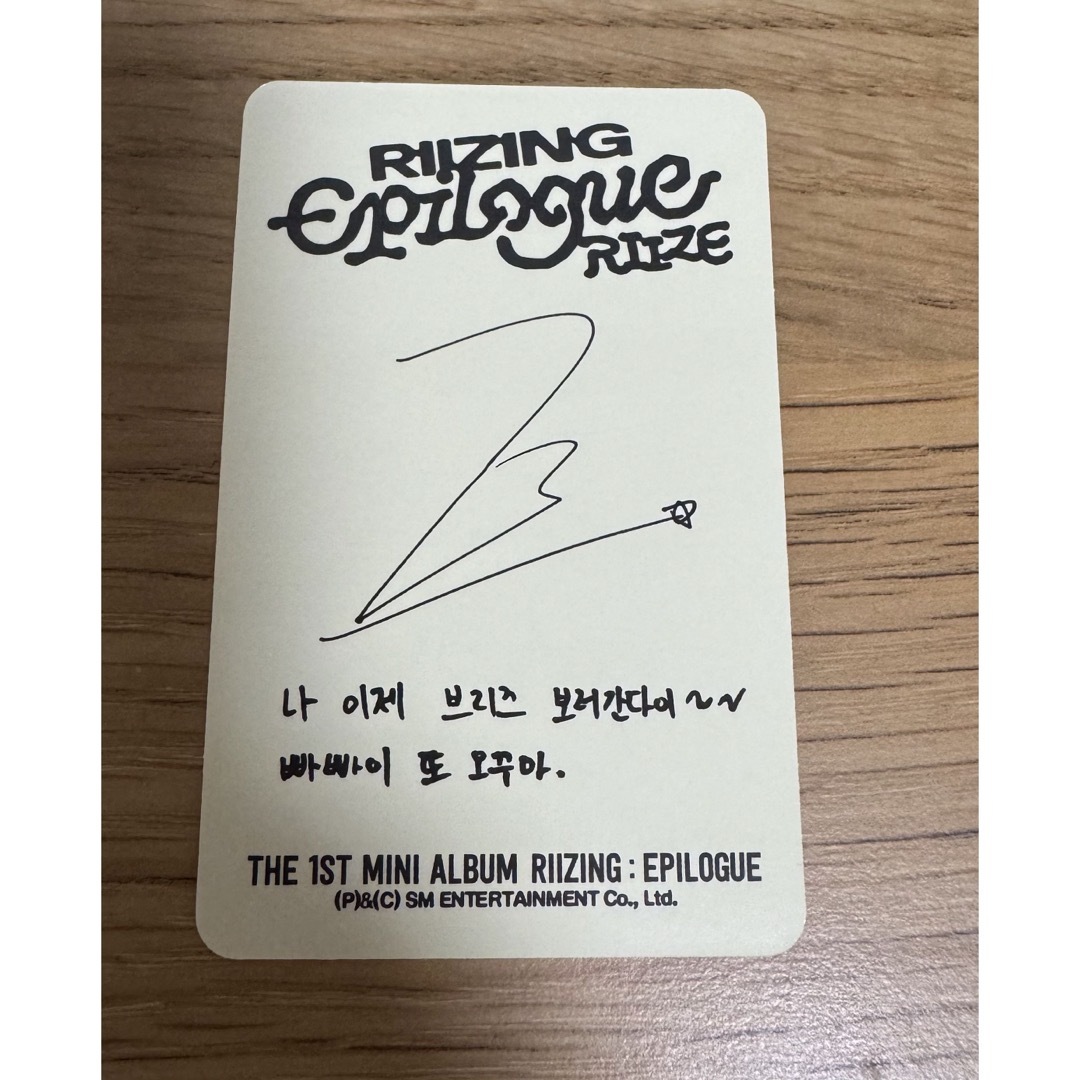 RIIZING
Epilogue
RIIZE
나 이제 브리즈 보러간다이~~
빠빠이 또 오꾸아.
THE 1ST MINI ALBUM RIIZING : EPILOGUE
(P)&(C) SM ENTERTAINMENT Co., Ltd.